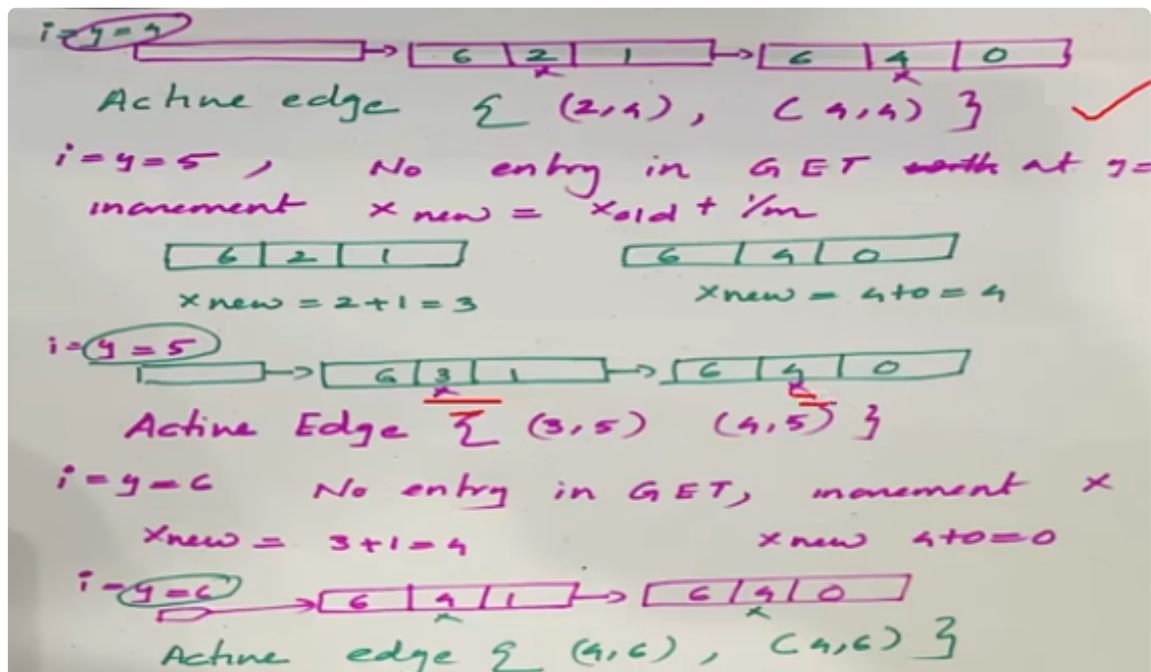 i = y = 4
6 2 1 6 4 0
x x
Active edge { (2,4), (4,4) }
i = y = 5, No entry in GET at y=
increment x new = x old + 1/m
6 2 1 6 4 0
x new = 2+1 = 3 x new = 4+0 = 4
i = y = 5
6 3 1 6 4 0
x x
Active Edge { (3,5) (4,5) }
i = y = 6 No entry in GET, increment x
x new = 3+1 = 4 x new 4+0=0
i = y = 6
6 4 1 6 4 0
x x
Active edge { (4,6), (4,6) }